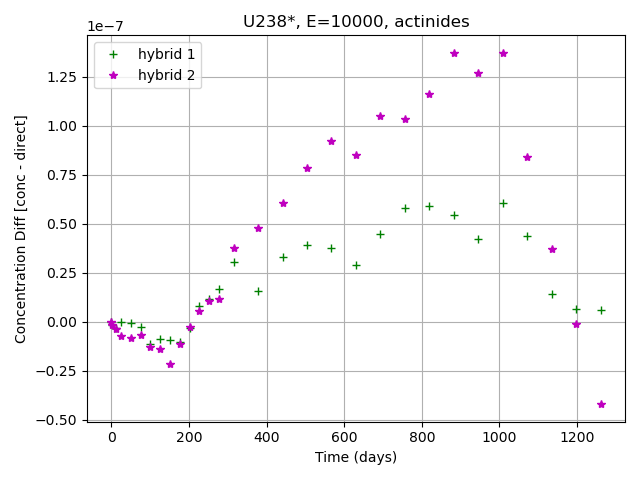 U238*, E=10000, actinides
1e−7
hybrid 1
hybrid 2
Concentration Diff [conc - direct]
1.25
1.00
0.75
0.50
0.25
0.00
−0.25
−0.50
0 200 400 600 800 1000 1200
Time (days)